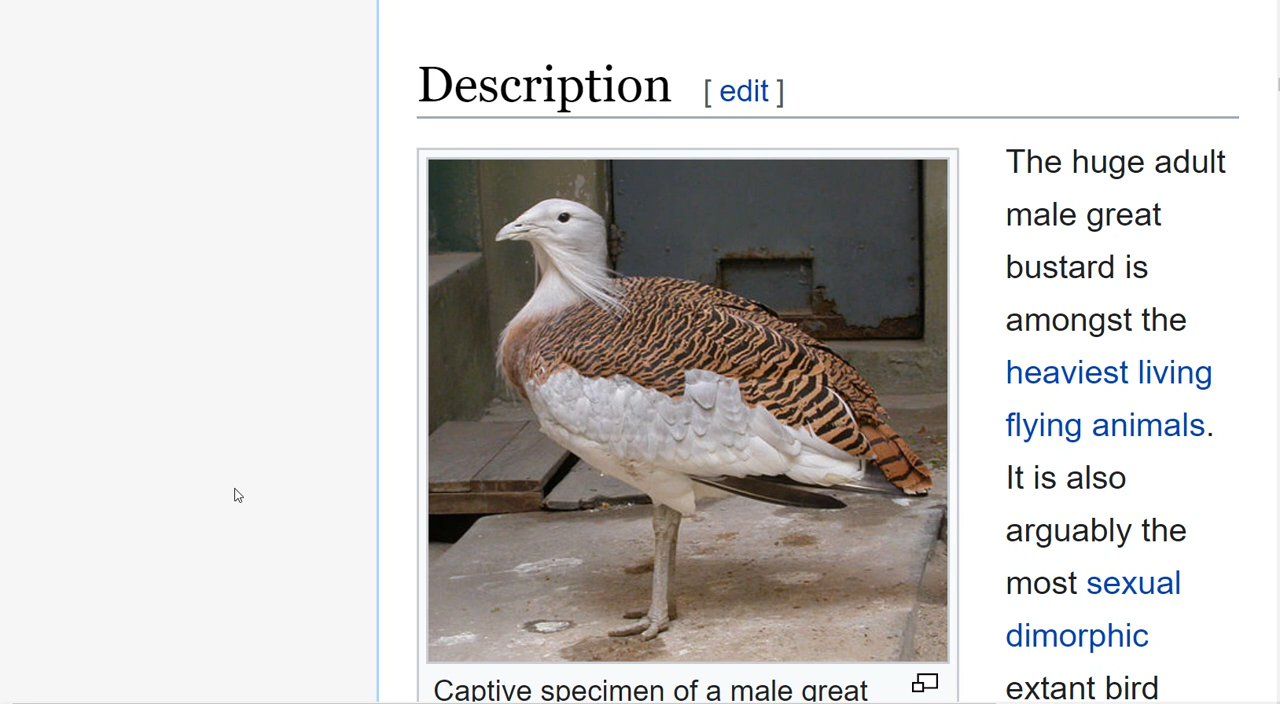 Description [ edit ]
The huge adult
male great
bustard is
amongst the
heaviest living
flying animals.
It is also
arguably the
most sexual
dimorphic
extant bird
Captive specimen of a male great